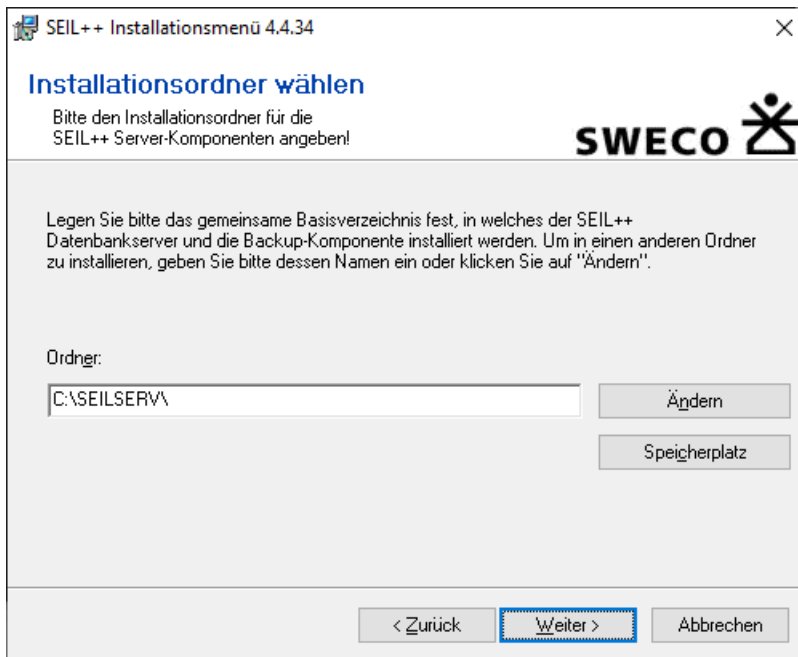 SEIL++ Installationsmenü 4.4.34
Installationsordner wählen
Bitte den Installationsordner für die
SEIL++ Server-Komponenten angeben!
SWECO
Legen Sie bitte das gemeinsame Basisverzeichnis fest, in welches der SEIL++
Datenbankserver und die Backup-Komponente installiert werden. Um in einen anderen Ordner
zu installieren, geben Sie bitte dessen Namen ein oder klicken Sie auf "Ändern".
Ordner:
C:\SEILSERV\
Ändern
Speicherplatz
< Zurück
Weiter >
Abbrechen